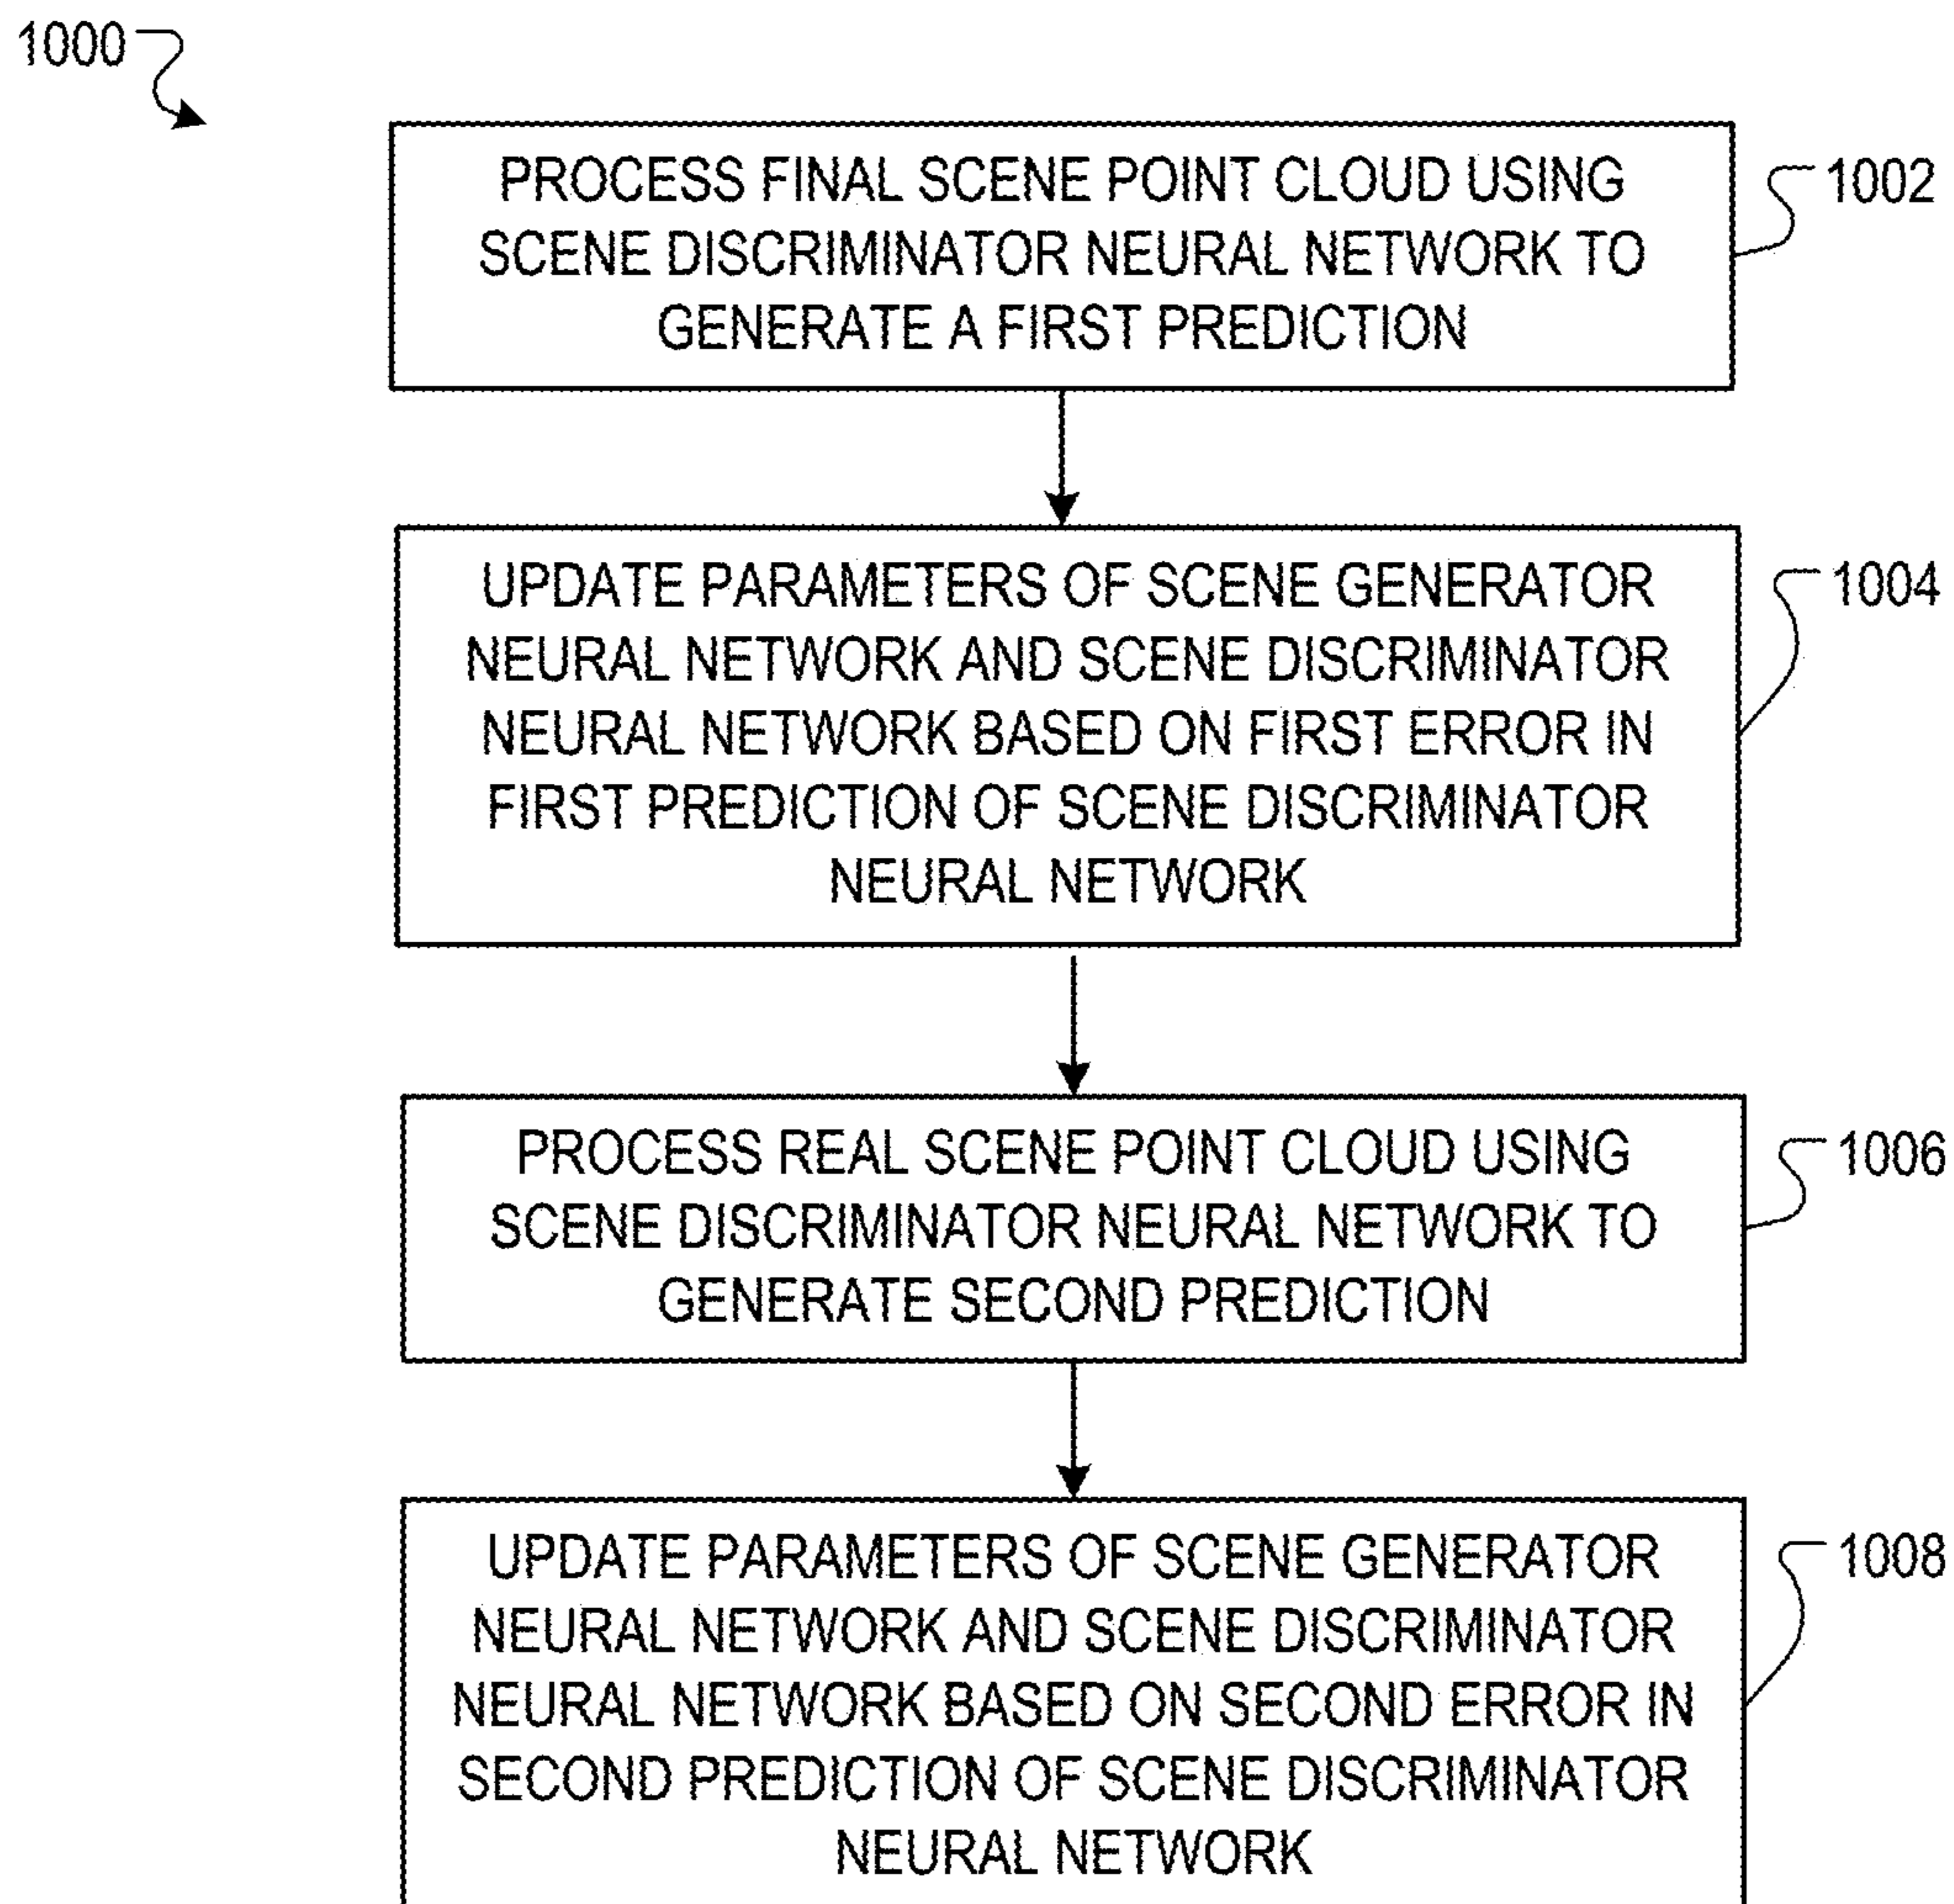 1000
PROCESS FINAL SCENE POINT CLOUD USING
SCENE DISCRIMINATOR NEURAL NETWORK TO
GENERATE A FIRST PREDICTION
1002
UPDATE PARAMETERS OF SCENE GENERATOR
NEURAL NETWORK AND SCENE DISCRIMINATOR
NEURAL NETWORK BASED ON FIRST ERROR IN
FIRST PREDICTION OF SCENE DISCRIMINATOR
NEURAL NETWORK
1004
PROCESS REAL SCENE POINT CLOUD USING
SCENE DISCRIMINATOR NEURAL NETWORK TO
GENERATE SECOND PREDICTION
1006
UPDATE PARAMETERS OF SCENE GENERATOR
NEURAL NETWORK AND SCENE DISCRIMINATOR
NEURAL NETWORK BASED ON SECOND ERROR IN
SECOND PREDICTION OF SCENE DISCRIMINATOR
NEURAL NETWORK
1008